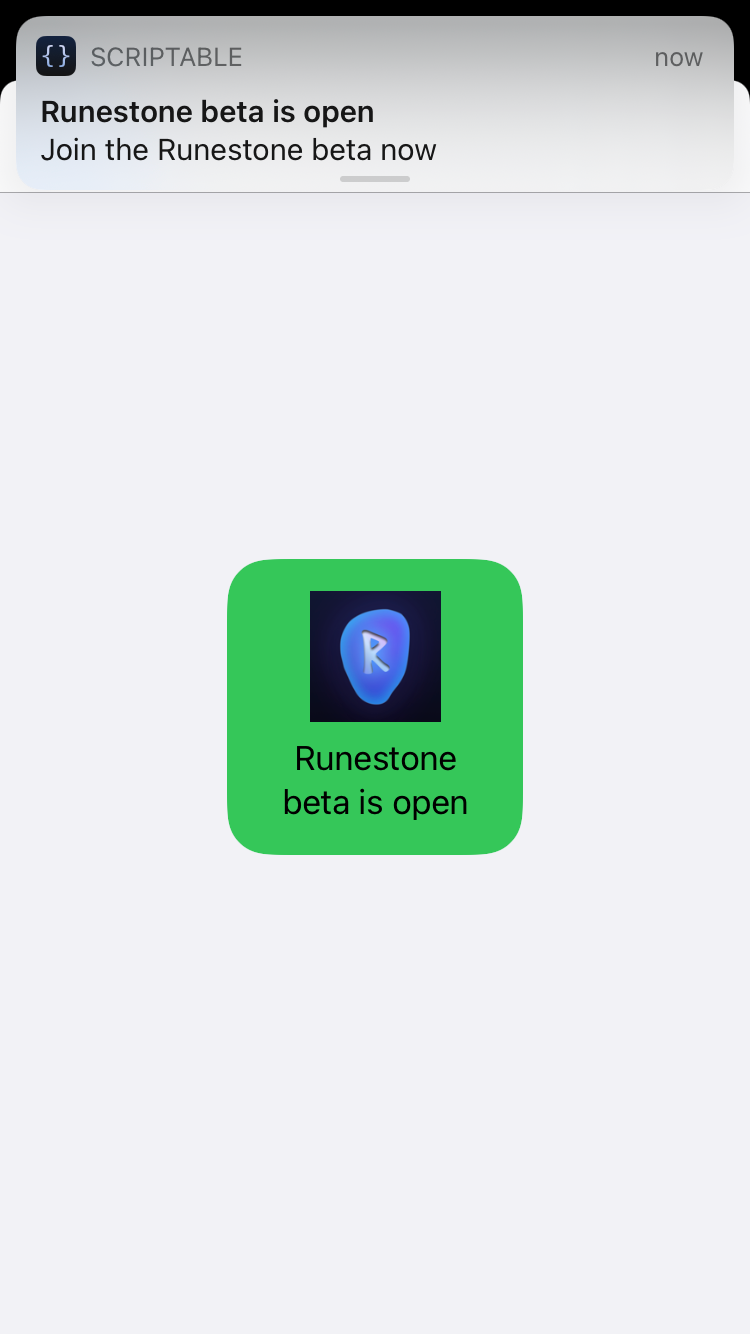 {} SCRIPTABLE now
Runestone beta is open
Join the Runestone beta now
R
Runestone
beta is open